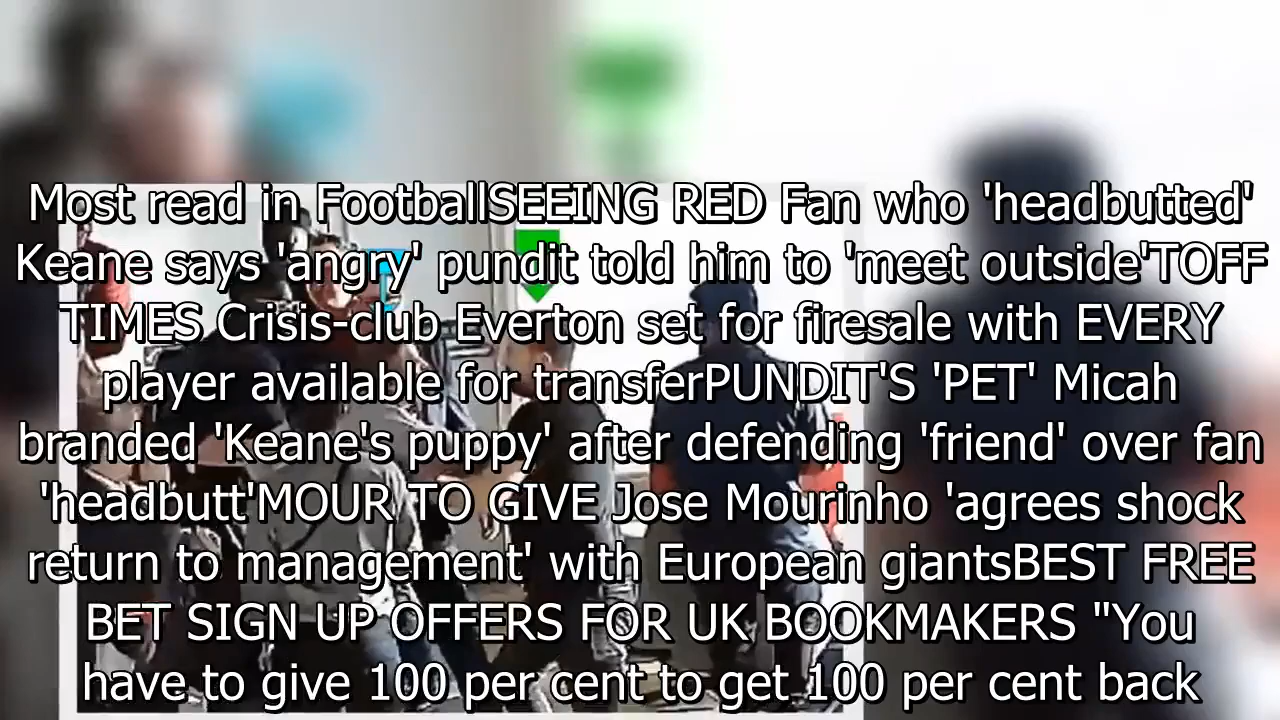 Most read in FootballSEEING RED Fan who 'headbutted'
Keane says 'angry' pundit told him to 'meet outside'TOFF
TIMES Crisis-club Everton set for firesale with EVERY
player available for transferPUNDIT'S 'PET' Micah
branded 'Keane's puppy' after defending 'friend' over fan
'headbutt'MOUR TO GIVE Jose Mourinho 'agrees shock
return to management' with European giantsBEST FREE
BET SIGN UP OFFERS FOR UK BOOKMAKERS "You
have to give 100 per cent to get 100 per cent back